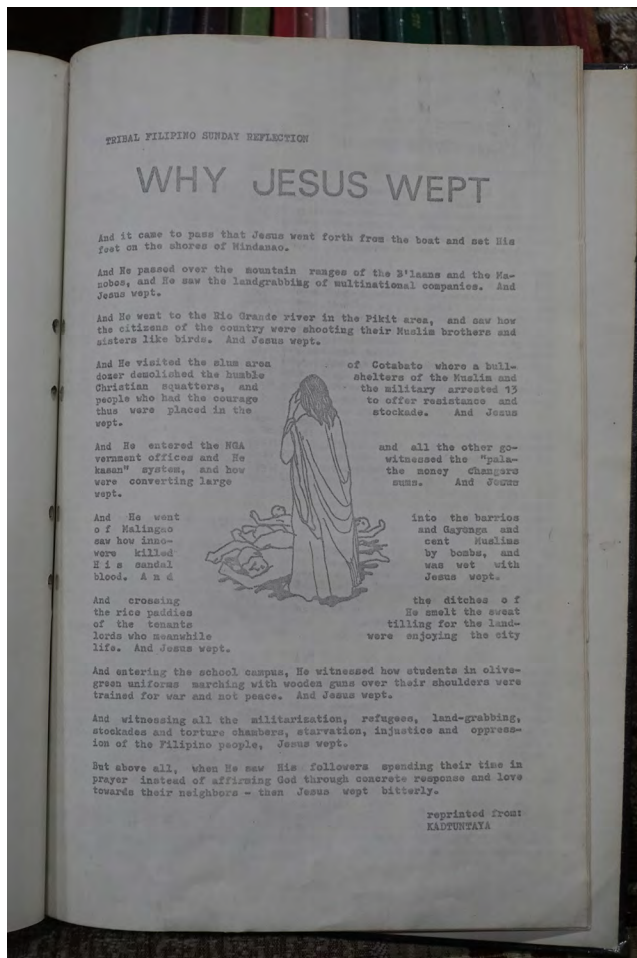 TRIBAL FILIPINO SUNDAY REFLECTION
WHY JESUS WEPT
And it came to pass that Jesus went forth from the boat and set His
feet on the shores of Mindanao.
And He passed over the mountain ranges of the B'laans and the Ma-
nobos, and He saw the landgrabbing of multinational companies. And
Jesus wept.
And He went to the Rio Grande river in the Pikit area, and saw how
the citizens of the country were shooting their Muslim brothers and
sisters like birds. And Jesus wept.
And He visited the slum area of Cotabato where a bull-
dozer demolished the humble shelters of the Muslim and
Christian squatters, and the military arrested 13
people who had the courage to offer resistance and
thus were placed in the stockade. And Jesus
wept.
And He entered the NGA and all the other go-
vernment offices and He witnessed the "pala-
kasan" system, and how the money changers
were converting large sums. And Jesus
wept.
And He went into the barrios
of Malingao and Gayonga and
saw how inno- cent Muslims
were killed by bombs, and
His sandal was wet with
blood. And Jesus wept.
And crossing the ditches of
the rice paddies He smelt the sweat
of the tenants tilling for the land-
lords who meanwhile were enjoying the city
life. And Jesus wept.
And entering the school campus, He witnessed how students in olive-
green uniforms marching with wooden guns over their shoulders were
trained for war and not peace. And Jesus wept.
And witnessing all the militarization, refugees, land-grabbing,
stockades and torture chambers, starvation, injustice and oppress-
ion of the Filipino people, Jesus wept.
But above all, when He saw His followers spending their time in
prayer instead of affirming God through concrete response and love
towards their neighbors - then Jesus wept bitterly.
reprinted from:
KADTUNTAYA